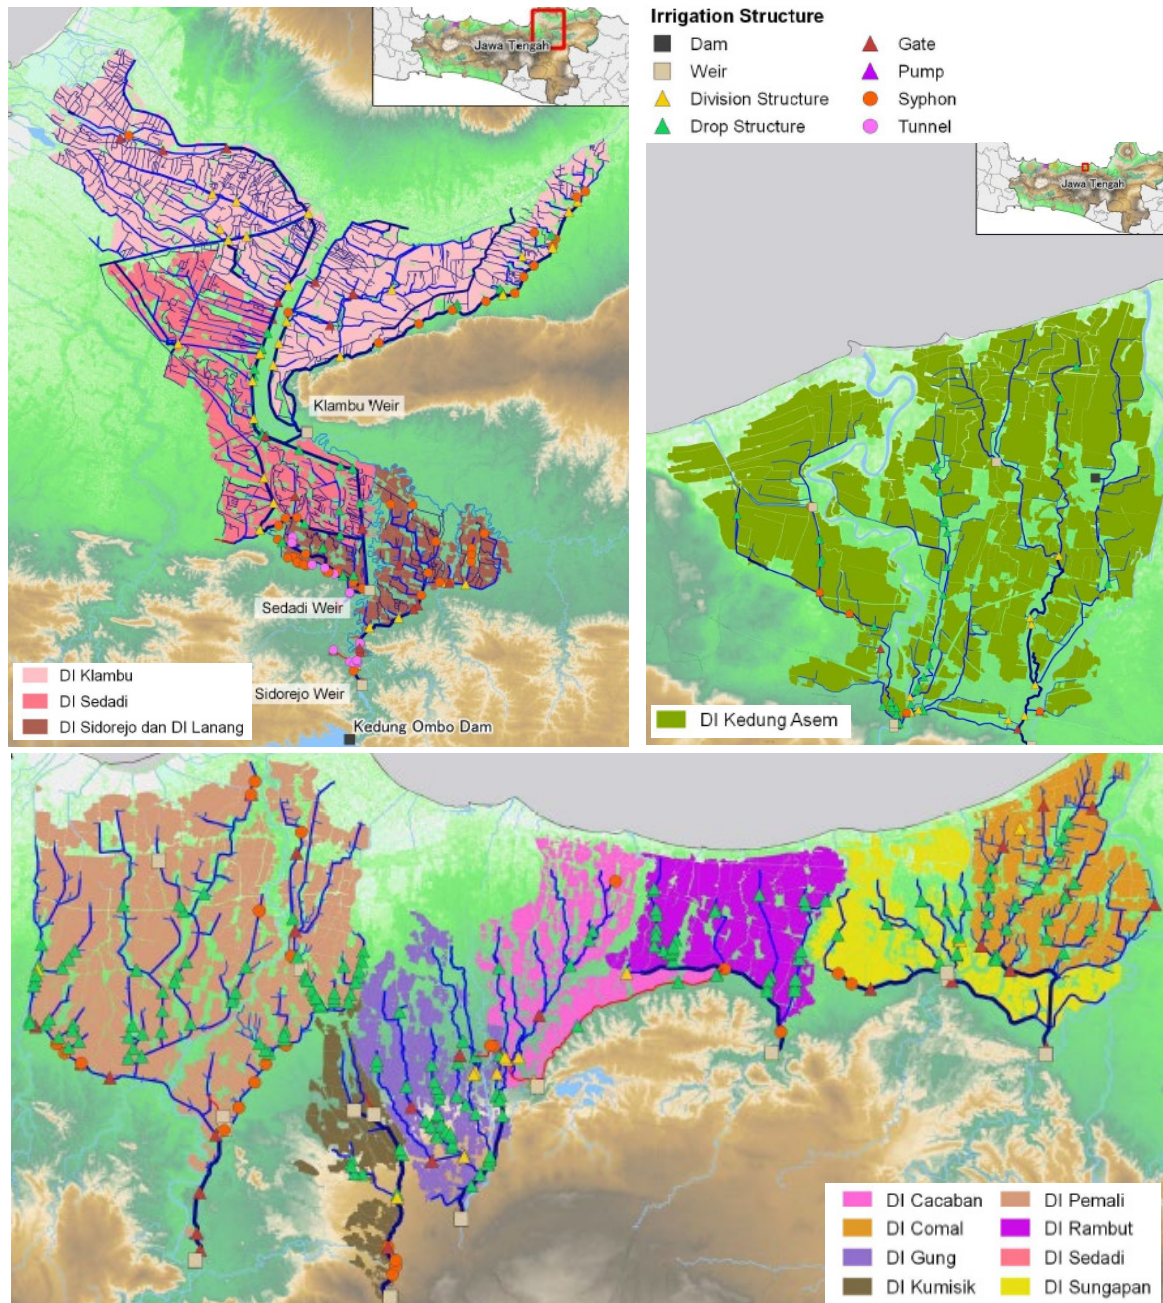 Jawa Tengah
Klambu Weir
Sedadi Weir
Sidorejo Weir
Kedung Ombo Dam
DI Klambu
DI Sedadi
DI Sidorejo dan DI Lanang
Irrigation Structure
Dam
Gate
Weir
Pump
Division Structure
Syphon
Drop Structure
Tunnel
Jawa Tengah
DI Kedung Asem
DI Cacaban
DI Pemali
DI Comal
DI Rambut
DI Gung
DI Sedadi
DI Kumisik
DI Sungapan